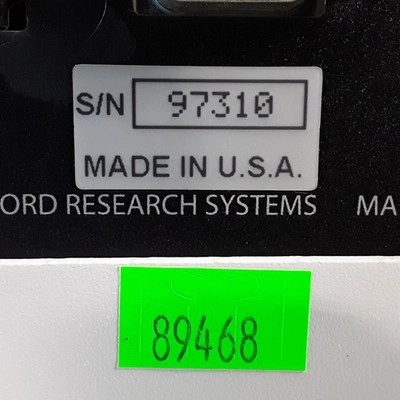 S/N 97310
MADE IN U.S.A.
ORD RESEARCH SYSTEMS MA
89468